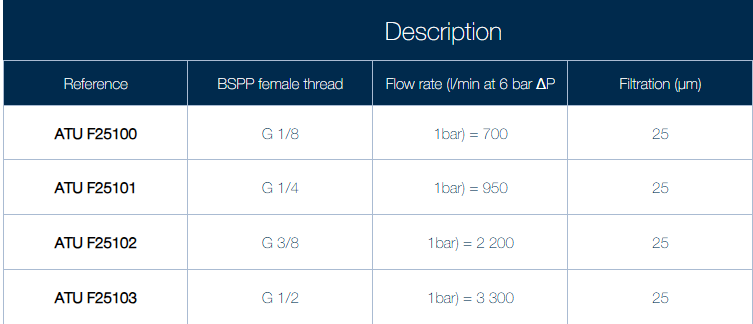 Description
Reference BSPP female thread Flow rate (l/min at 6 bar ΔP Filtration (µm)
ATU F25100 G 1/8 1bar) = 700 25
ATU F25101 G 1/4 1bar) = 950 25
ATU F25102 G 3/8 1bar) = 2 200 25
ATU F25103 G 1/2 1bar) = 3 300 25